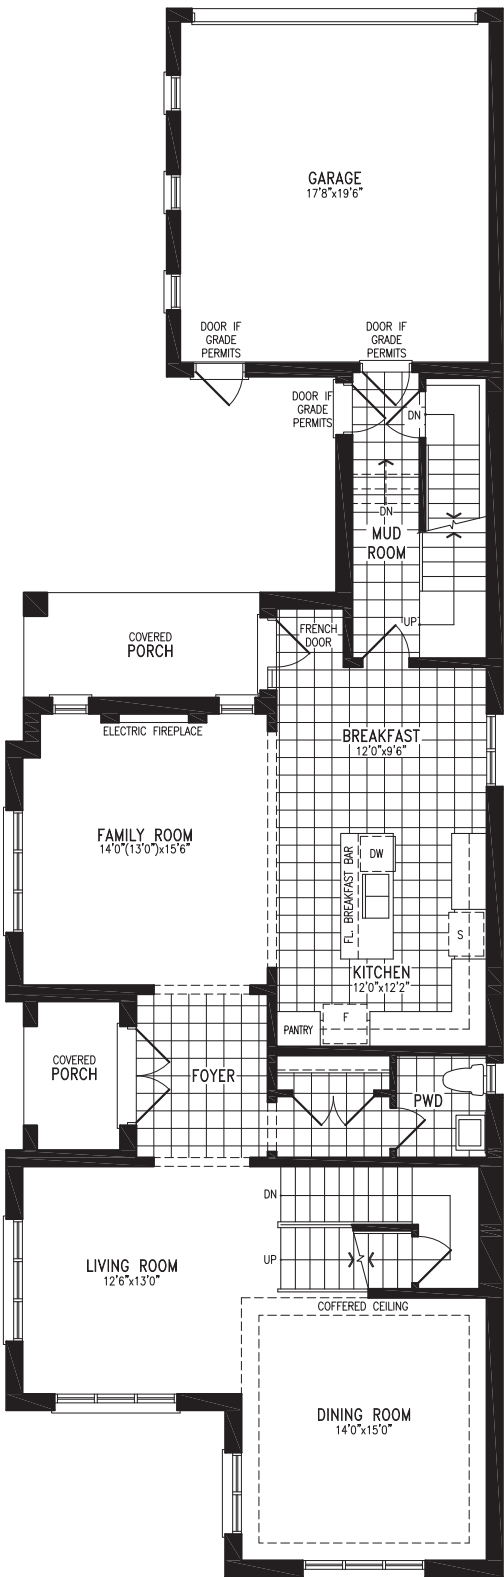 GARAGE
17'8"x19'6"
DOOR IF
GRADE
PERMITS
DOOR IF
GRADE
PERMITS
DOOR IF
GRADE
PERMITS
DN
DN
MUD
ROOM
UP
FRENCH
DOOR
COVERED
PORCH
ELECTRIC FIREPLACE
BREAKFAST
12'0"x9'6"
FAMILY ROOM
14'0"(13'0")x15'6"
FL. BREAKFAST BAR
DW
S
KITCHEN
12'0"x12'2"
F
PANTRY
COVERED
PORCH
FOYER
PWD
DN
UP
LIVING ROOM
12'6"x13'0"
COFFERED CEILING
DINING ROOM
14'0"x15'0"